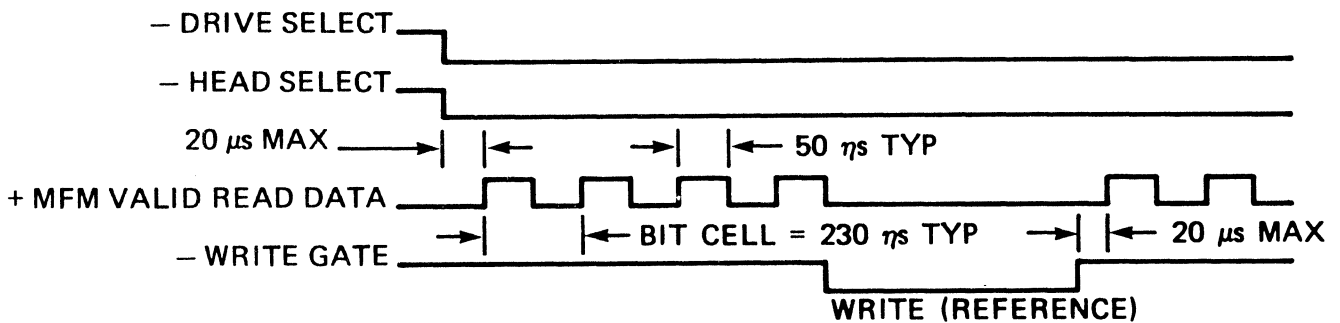 – DRIVE SELECT
– HEAD SELECT
20 μs MAX
50 ηs TYP
+ MFM VALID READ DATA
BIT CELL = 230 ηs TYP
20 μs MAX
– WRITE GATE
WRITE (REFERENCE)